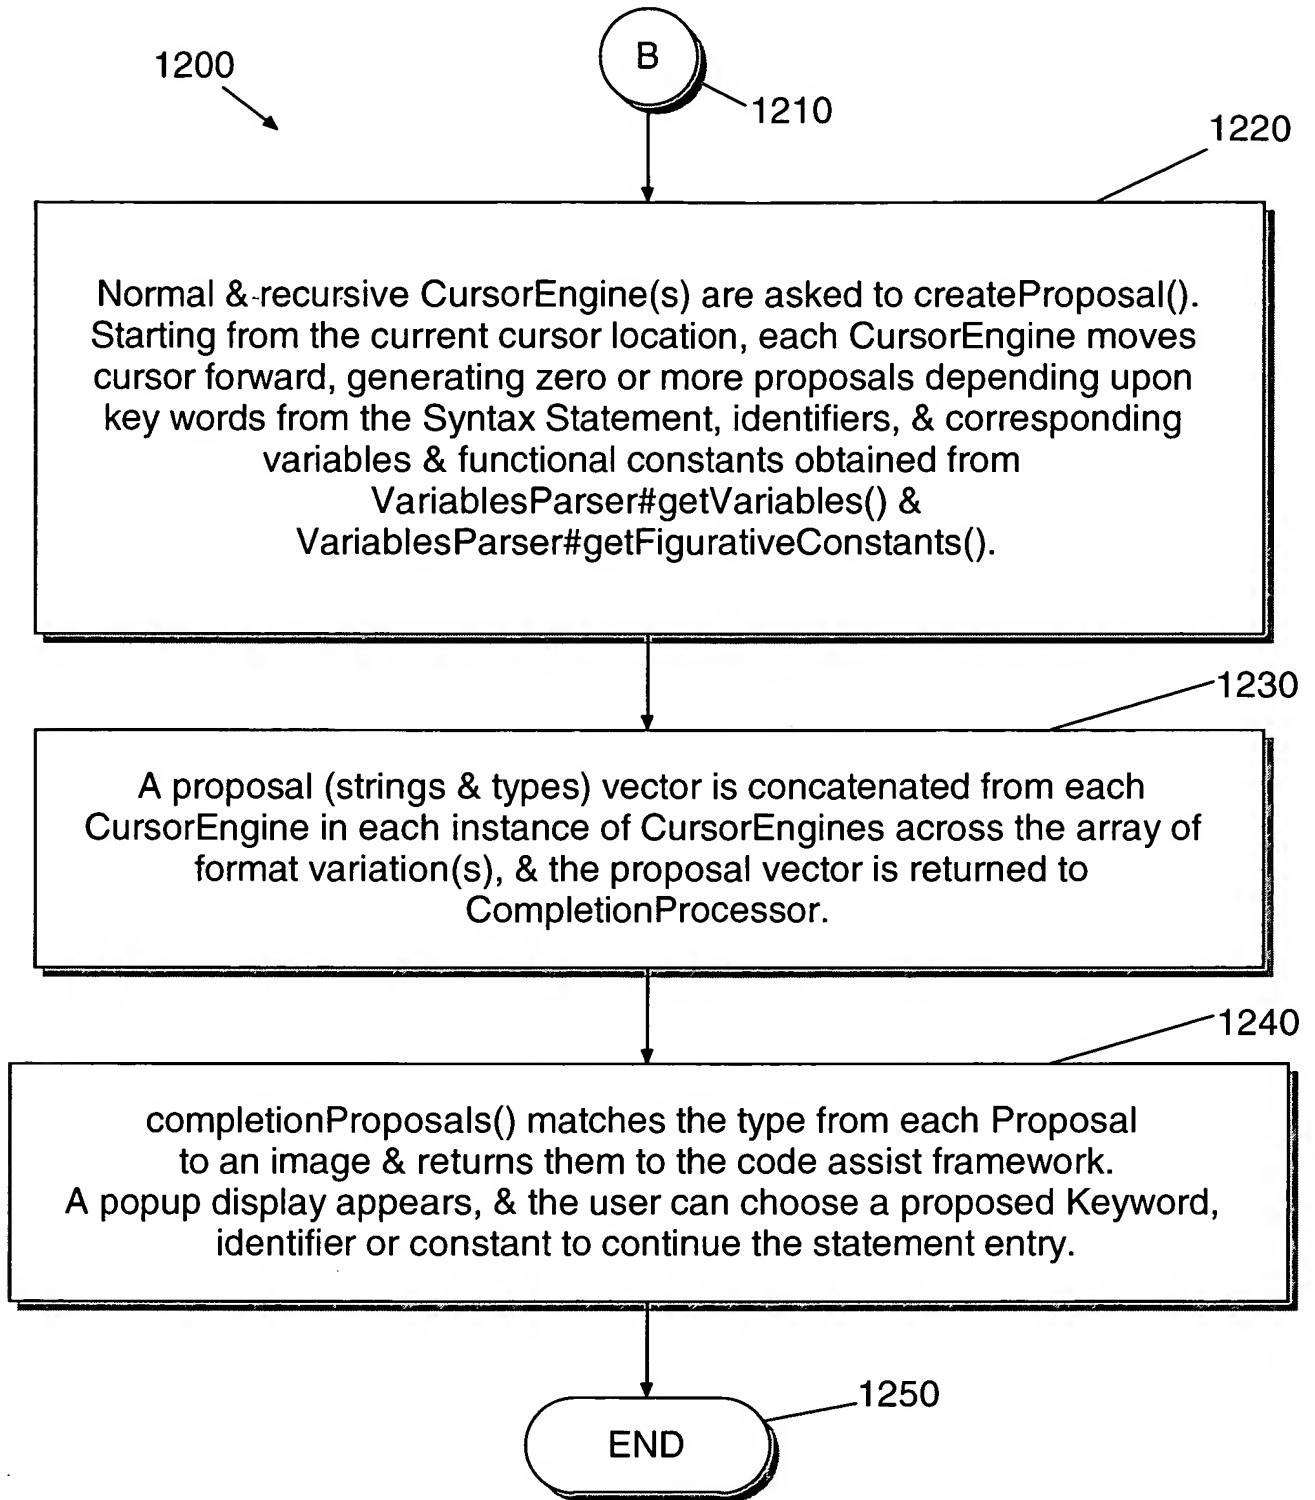 B
1200
1210
1220
Normal & recursive CursorEngine(s) are asked to createProposal().
Starting from the current cursor location, each CursorEngine moves
cursor forward, generating zero or more proposals depending upon
key words from the Syntax Statement, identifiers, & corresponding
variables & functional constants obtained from
VariablesParser#getVariables() &
VariablesParser#getFigurativeConstants().
1230
A proposal (strings & types) vector is concatenated from each
CursorEngine in each instance of CursorEngines across the array of
format variation(s), & the proposal vector is returned to
CompletionProcessor.
1240
completionProposals() matches the type from each Proposal
to an image & returns them to the code assist framework.
A popup display appears, & the user can choose a proposed Keyword,
identifier or constant to continue the statement entry.
1250
END